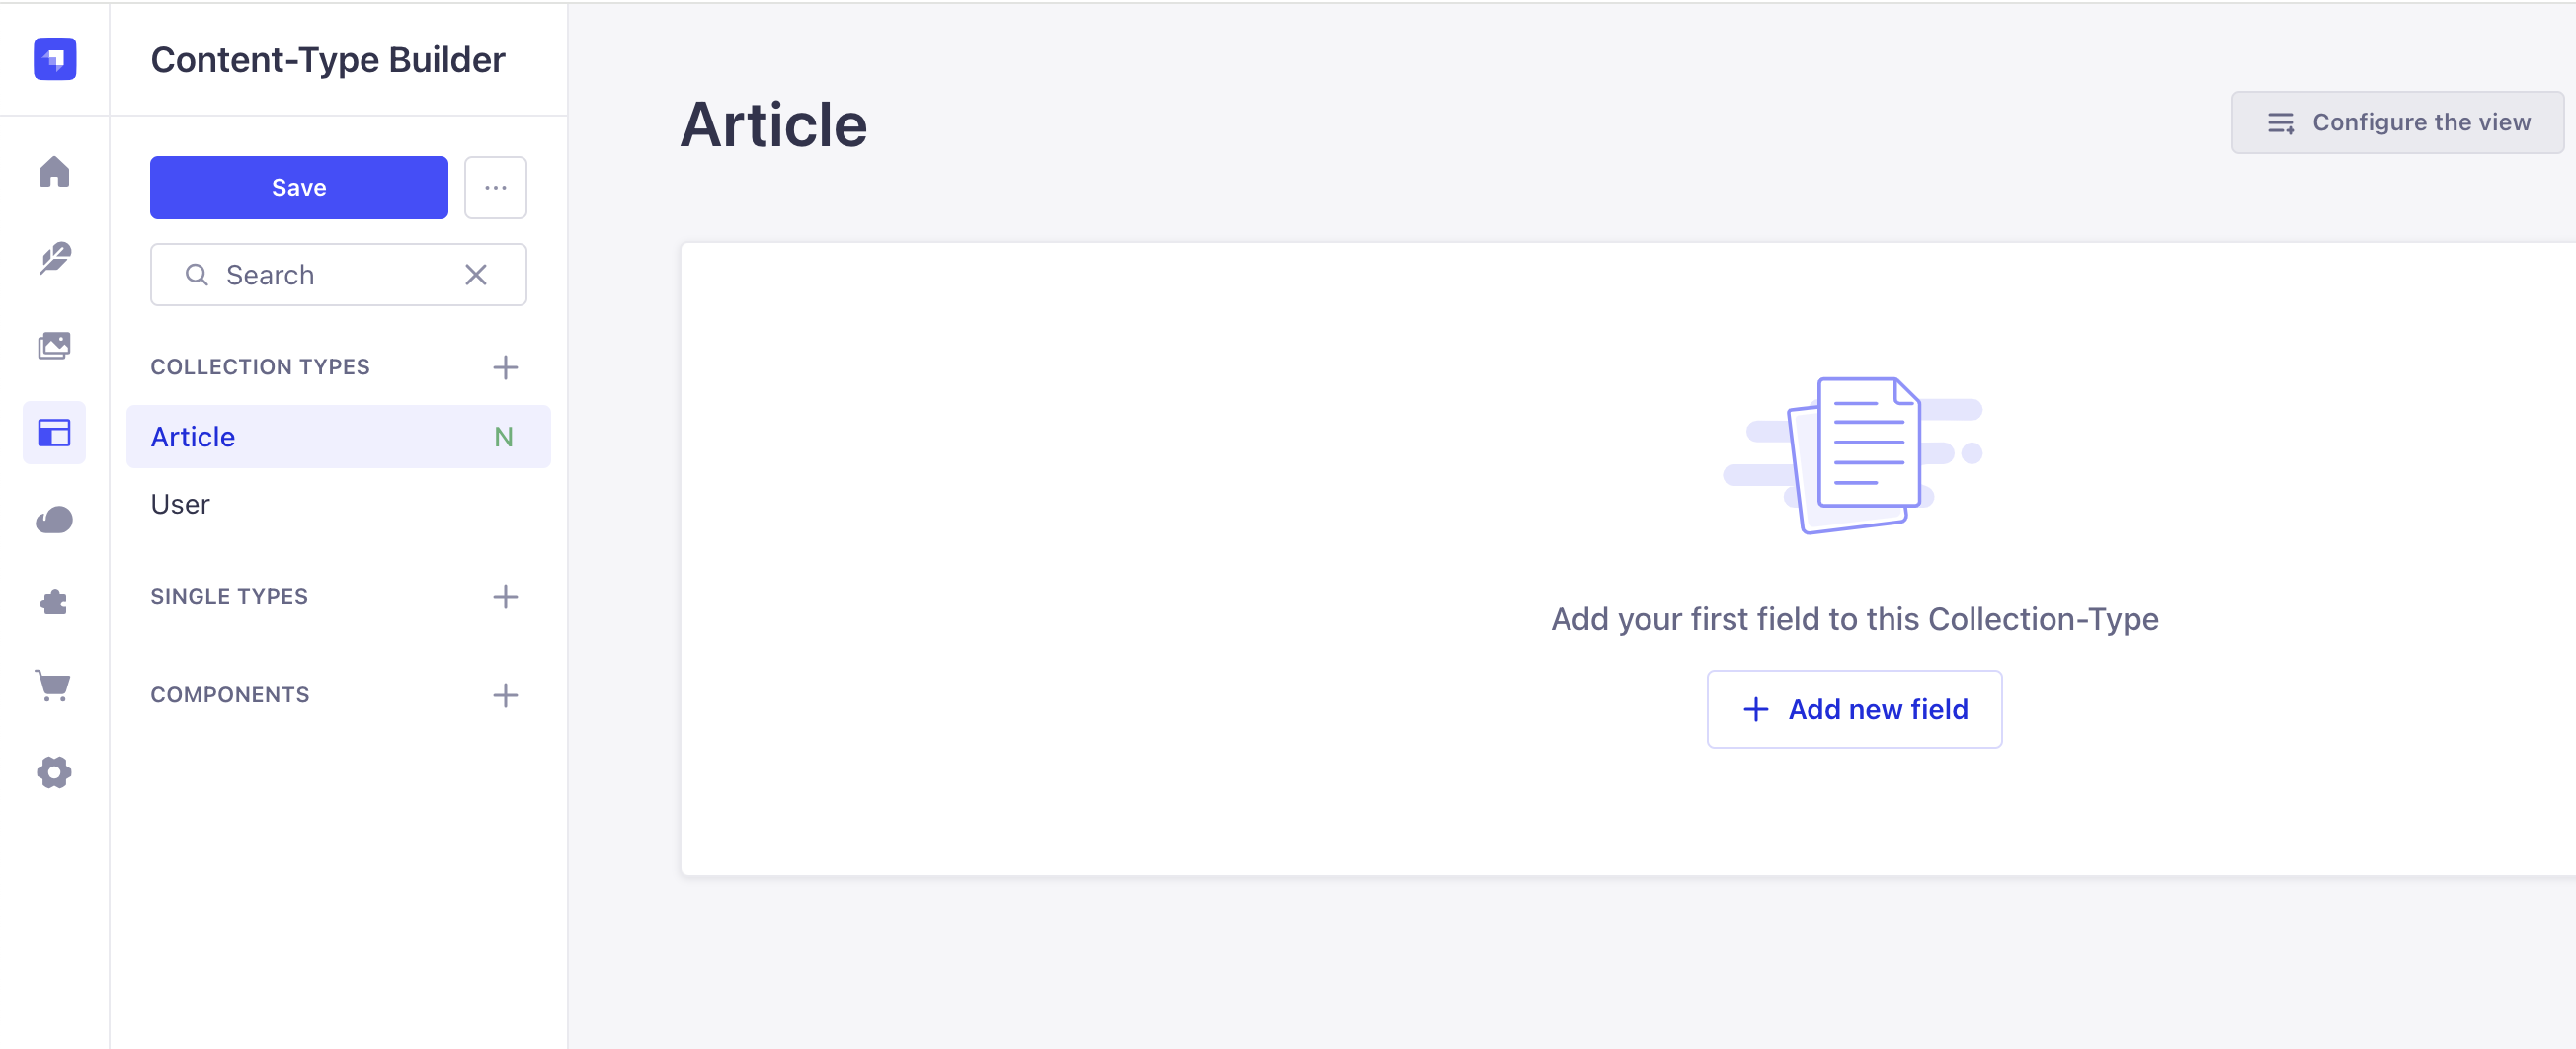 Content-Type Builder
Save
Search
COLLECTION TYPES
Article N
User
SINGLE TYPES
COMPONENTS
Article
Configure the view
Add your first field to this Collection-Type
Add new field